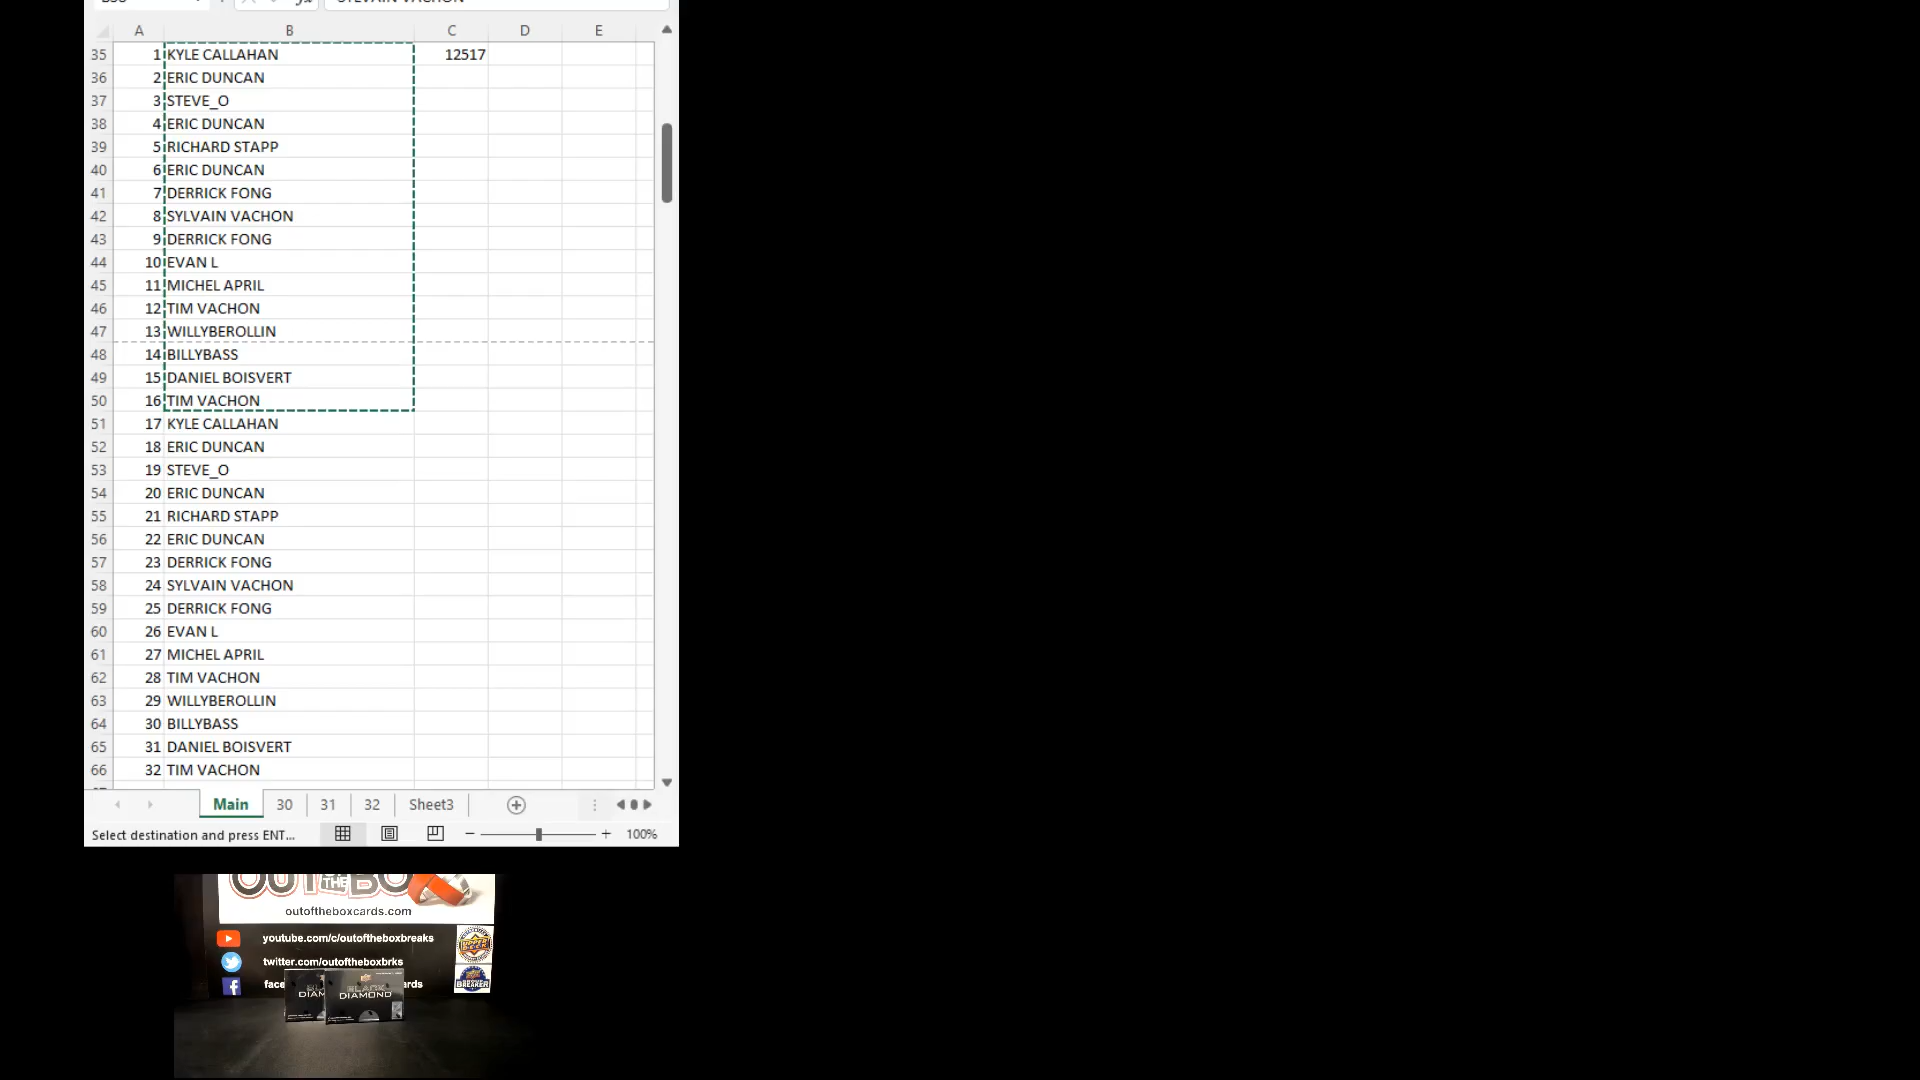 A B C D E
35 1 KYLE CALLAHAN 12517
36 2 ERIC DUNCAN
37 3 STEVE_O
38 4 ERIC DUNCAN
39 5 RICHARD STAPP
40 6 ERIC DUNCAN
41 7 DERRICK FONG
42 8 SYLVAIN VACHON
43 9 DERRICK FONG
44 10 EVAN L
45 11 MICHEL APRIL
46 12 TIM VACHON
47 13 WILLYBEROLLIN
48 14 BILLYBASS
49 15 DANIEL BOISVERT
50 16 TIM VACHON
51 17 KYLE CALLAHAN
52 18 ERIC DUNCAN
53 19 STEVE_O
54 20 ERIC DUNCAN
55 21 RICHARD STAPP
56 22 ERIC DUNCAN
57 23 DERRICK FONG
58 24 SYLVAIN VACHON
59 25 DERRICK FONG
60 26 EVAN L
61 27 MICHEL APRIL
62 28 TIM VACHON
63 29 WILLYBEROLLIN
64 30 BILLYBASS
65 31 DANIEL BOISVERT
66 32 TIM VACHON
Main 30 31 32 Sheet3
Select destination and press ENT... 100%
THE
outoftheboxcards.com
youtube.com/c/outoftheboxbreaks
twitter.com/outoftheboxbrks
DIAMOND